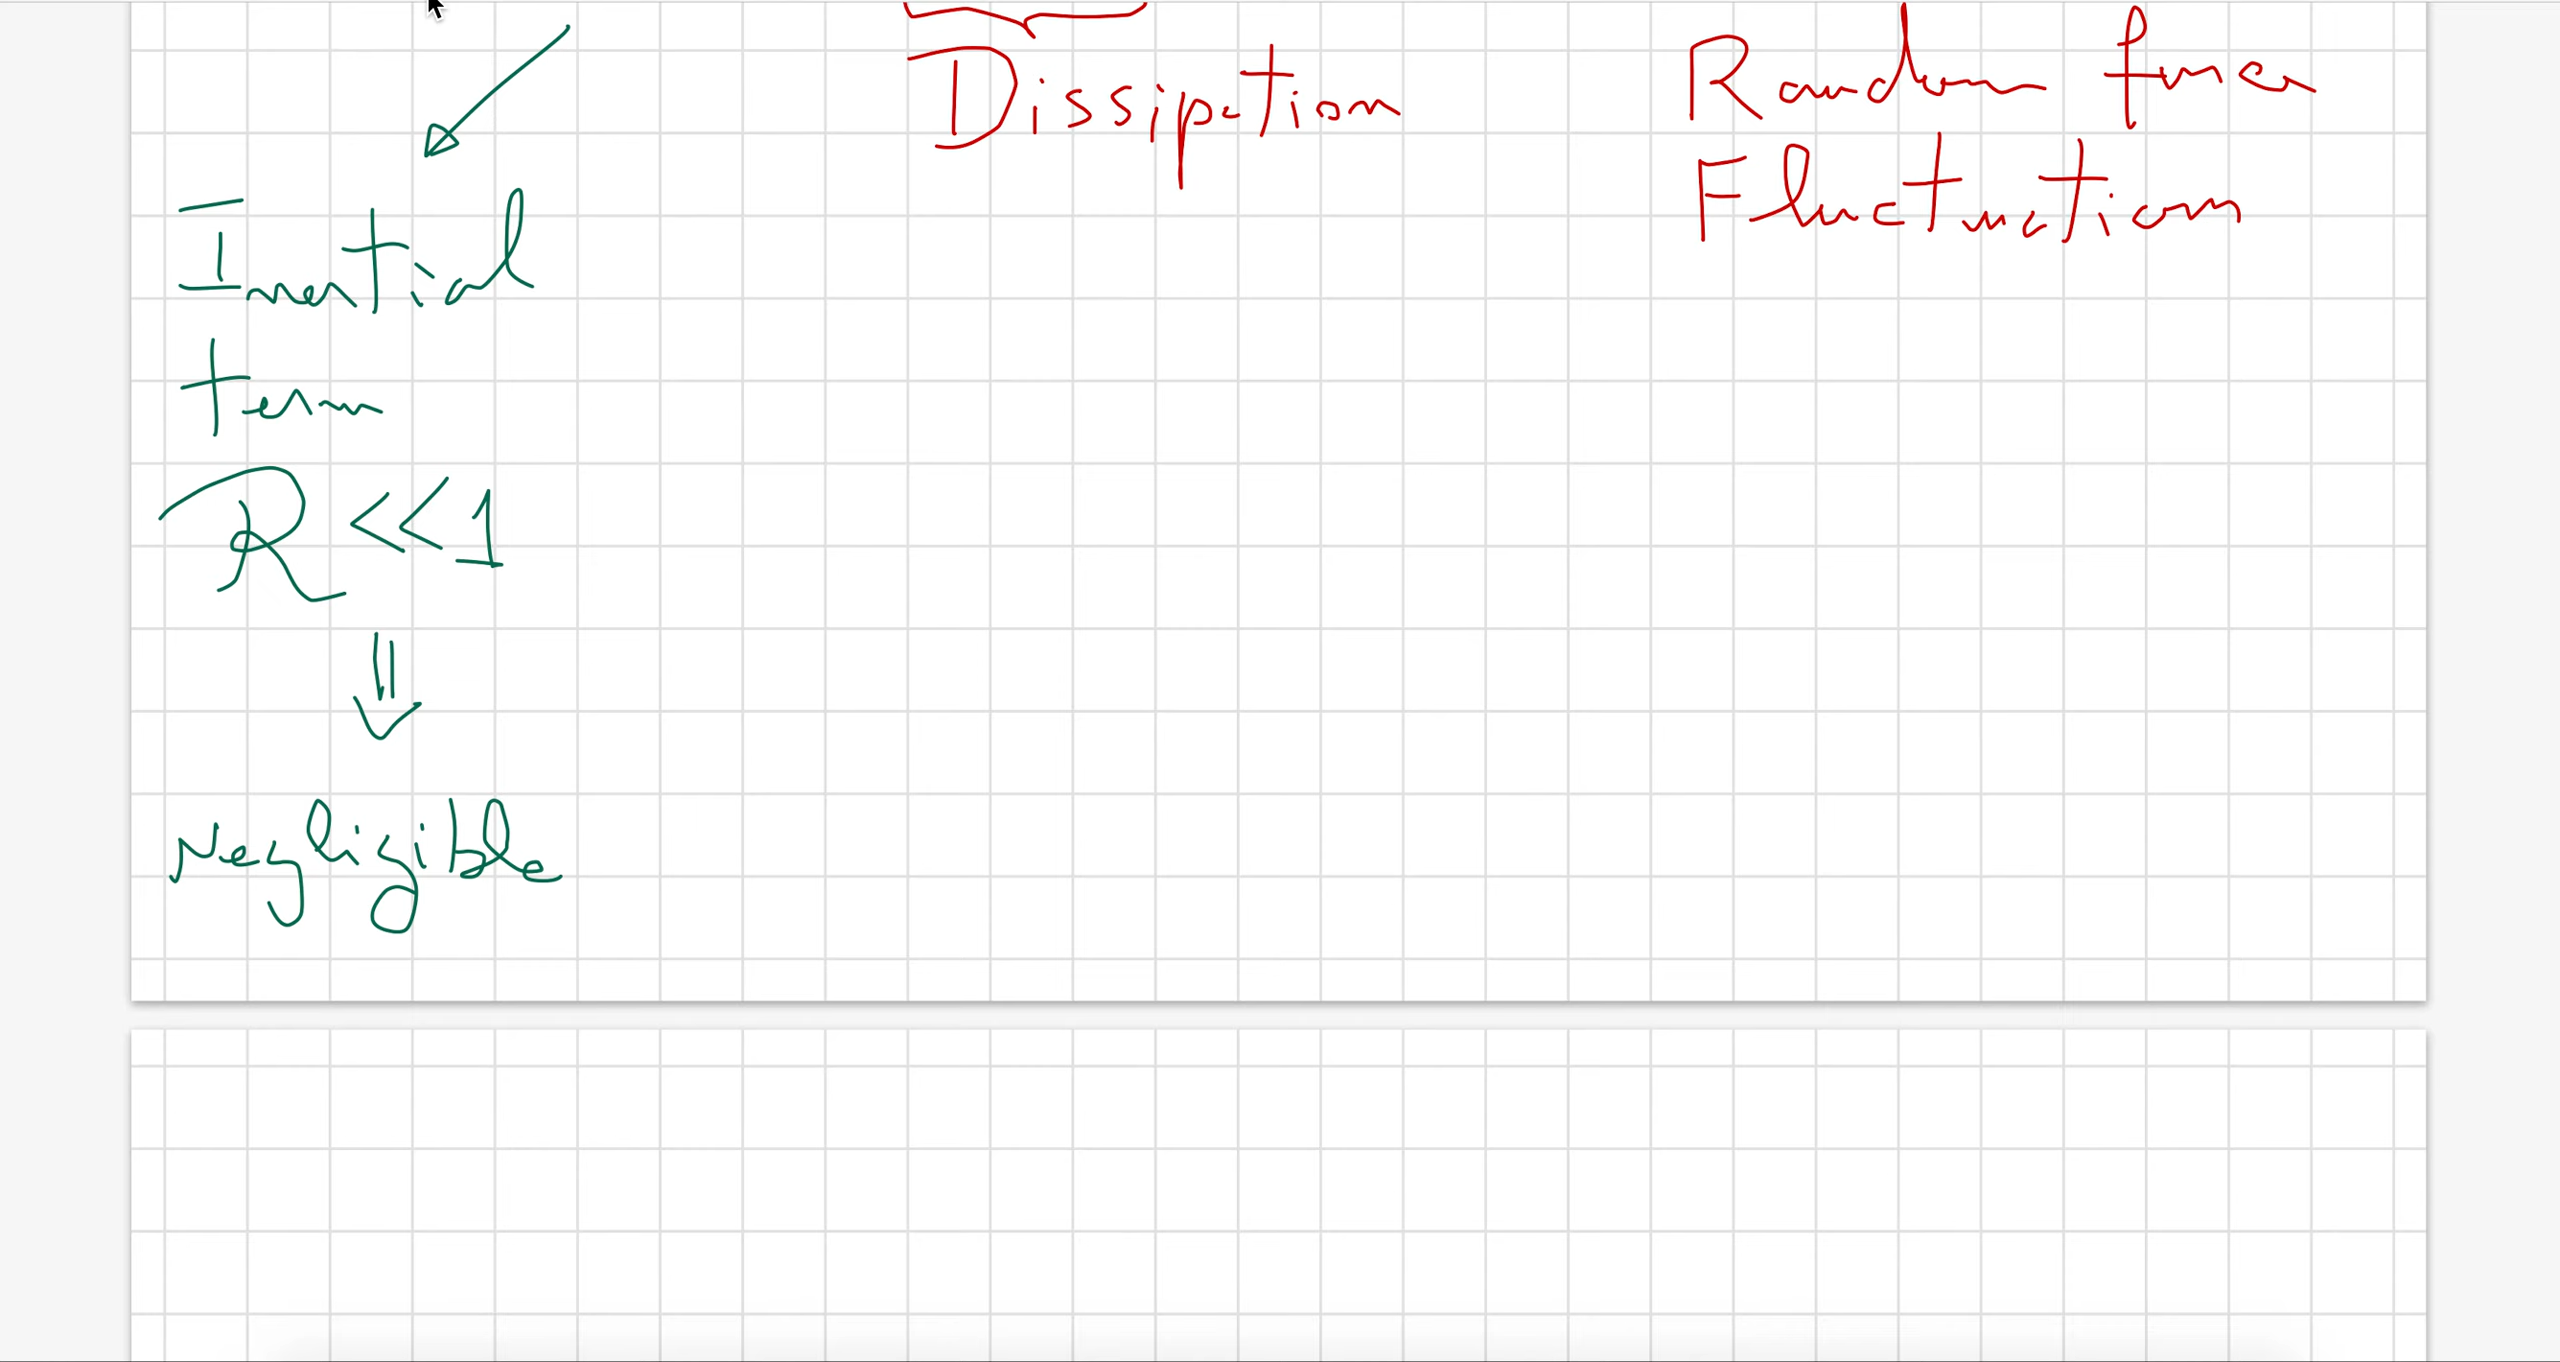 Dissipation
Random force
Fluctuation
Inertial
term
R <<1
⇓
Negligible